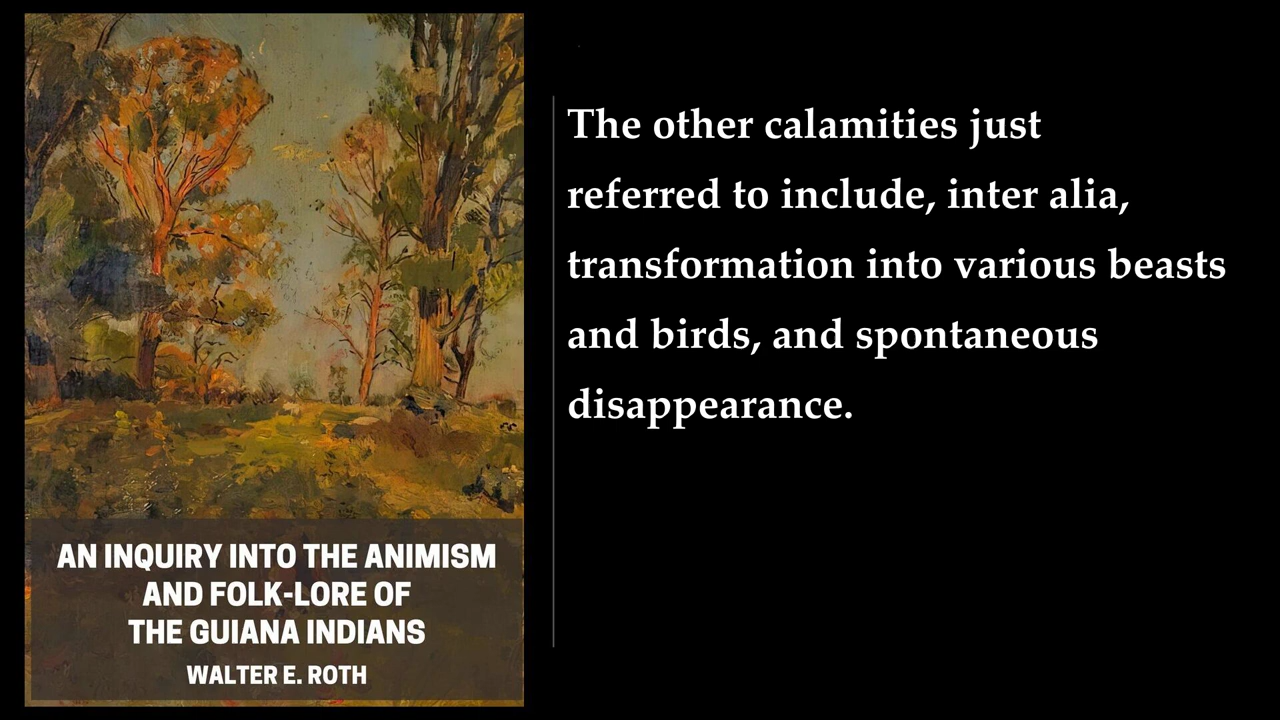 The other calamities just
referred to include, inter alia,
transformation into various beasts
and birds, and spontaneous
disappearance.
AN INQUIRY INTO THE ANIMISM
AND FOLK-LORE OF
THE GUIANA INDIANS
WALTER E. ROTH